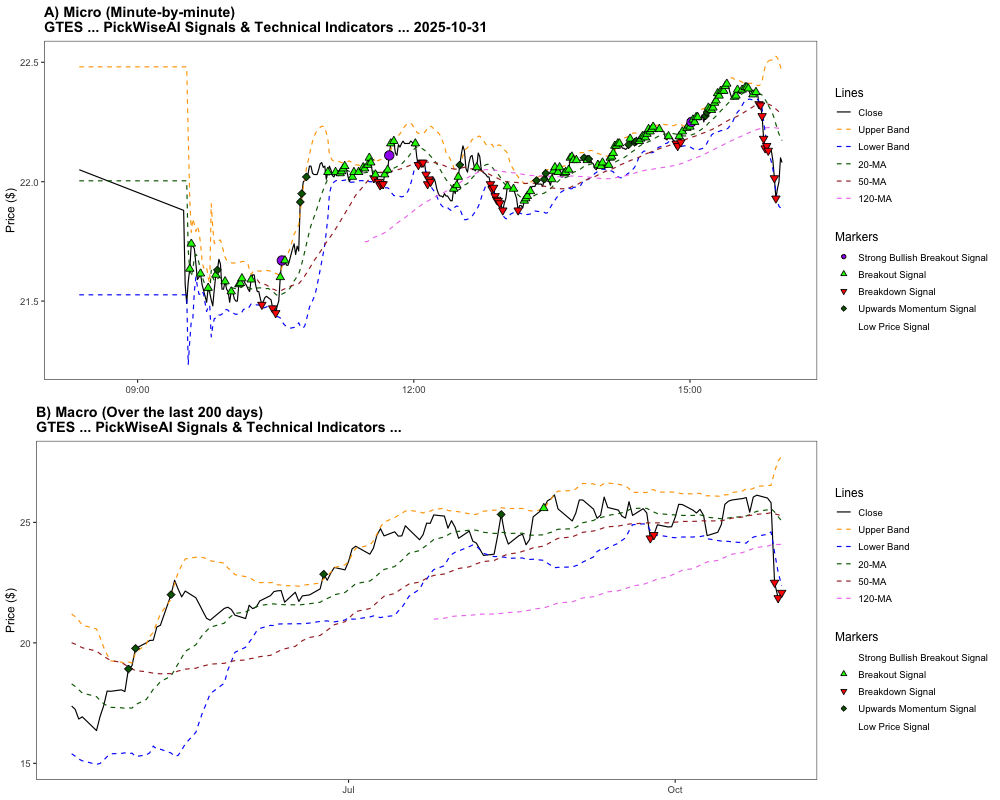 A) Micro (Minute-by-minute)
GTES ... PickWiseAI Signals & Technical Indicators ... 2025-10-31
Price ($)
22.5
22.0
21.5
09:00
12:00
15:00
Lines
Close
Upper Band
Lower Band
20-MA
50-MA
120-MA
Markers
Strong Bullish Breakout Signal
Breakout Signal
Breakdown Signal
Upwards Momentum Signal
Low Price Signal
B) Macro (Over the last 200 days)
GTES ... PickWiseAI Signals & Technical Indicators ...
Price ($)
25
20
15
Jul
Oct
Lines
Close
Upper Band
Lower Band
20-MA
50-MA
120-MA
Markers
Strong Bullish Breakout Signal
Breakout Signal
Breakdown Signal
Upwards Momentum Signal
Low Price Signal